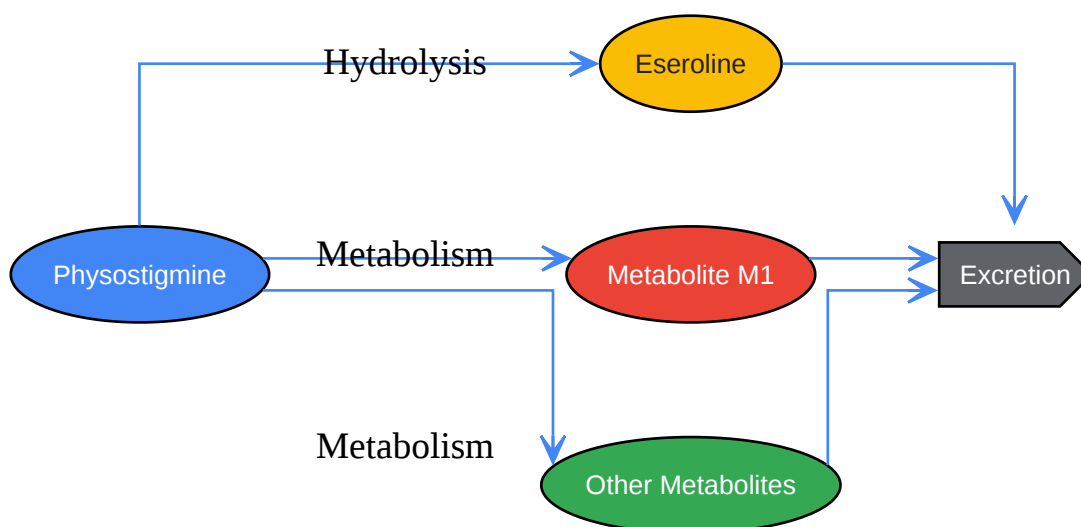 Hydrolysis
Eseroline
Physostigmine
Metabolism
Metabolite M1
Excretion
Metabolism
Other Metabolites